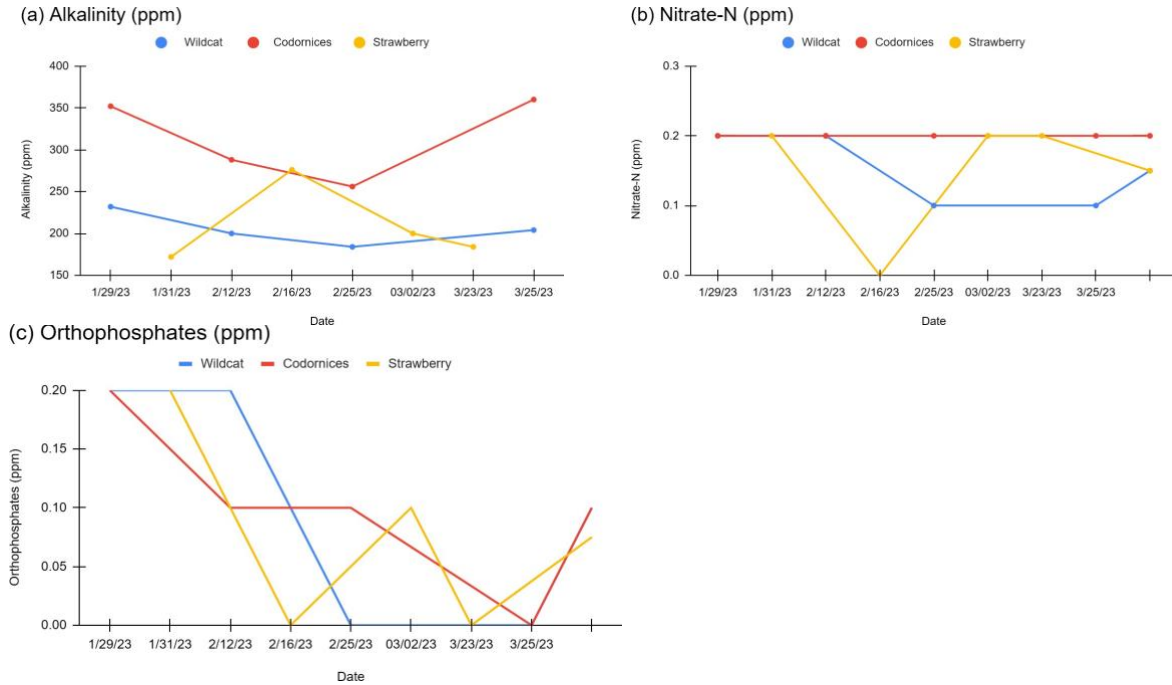 (a) Alkalinity (ppm)
Wildcat Codornices Strawberry
400
350
300
250
200
150
Alkalinity (ppm)
1/29/23 1/31/23 2/12/23 2/16/23 2/25/23 03/02/23 3/23/23 3/25/23
Date
(b) Nitrate-N (ppm)
Wildcat Codornices Strawberry
0.3
0.2
0.1
0.0
Nitrate-N (ppm)
1/29/23 1/31/23 2/12/23 2/16/23 2/25/23 03/02/23 3/23/23 3/25/23
Date
(c) Orthophosphates (ppm)
Wildcat Codornices Strawberry
0.20
0.15
0.10
0.05
0.00
Orthophosphates (ppm)
1/29/23 1/31/23 2/12/23 2/16/23 2/25/23 03/02/23 3/23/23 3/25/23
Date